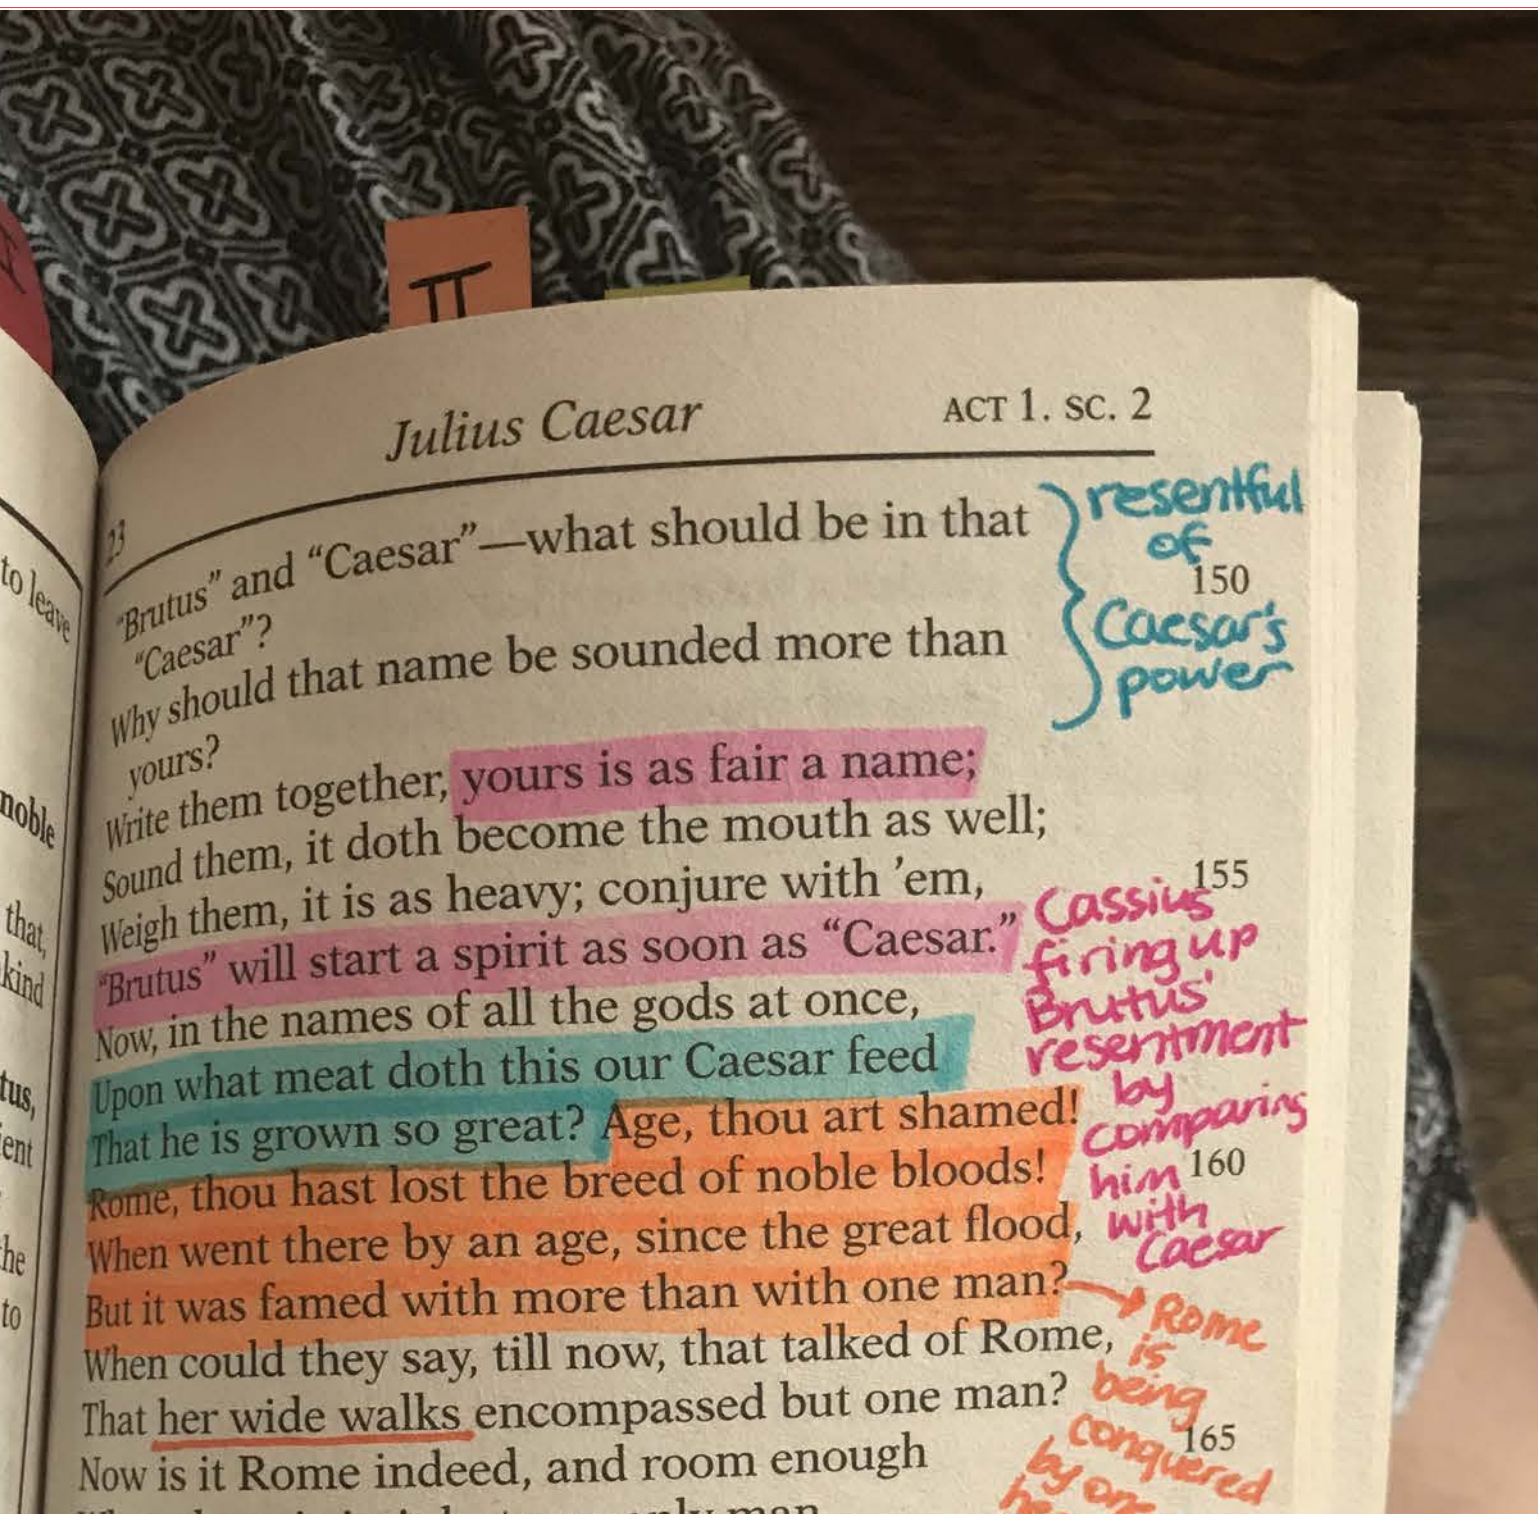 II
Julius Caesar ACT 1. SC. 2
23
"Brutus" and "Caesar"—what should be in that
"Caesar"?
150
Why should that name be sounded more than
yours?
Write them together, yours is as fair a name;
Sound them, it doth become the mouth as well;
Weigh them, it is as heavy; conjure with 'em,
155
"Brutus" will start a spirit as soon as "Caesar."
Now, in the names of all the gods at once,
Upon what meat doth this our Caesar feed
That he is grown so great? Age, thou art shamed!
Rome, thou hast lost the breed of noble bloods!
160
When went there by an age, since the great flood,
But it was famed with more than with one man?
When could they say, till now, that talked of Rome,
That her wide walks encompassed but one man?
Now is it Rome indeed, and room enough
165
only man
resentful
of
Caesar's
power
Cassius
firing up
Brutus'
resentment
by
comparing
him
with
Caesar
Rome
is
being
conquered
by one
to leave
noble
that,
kind
he
to